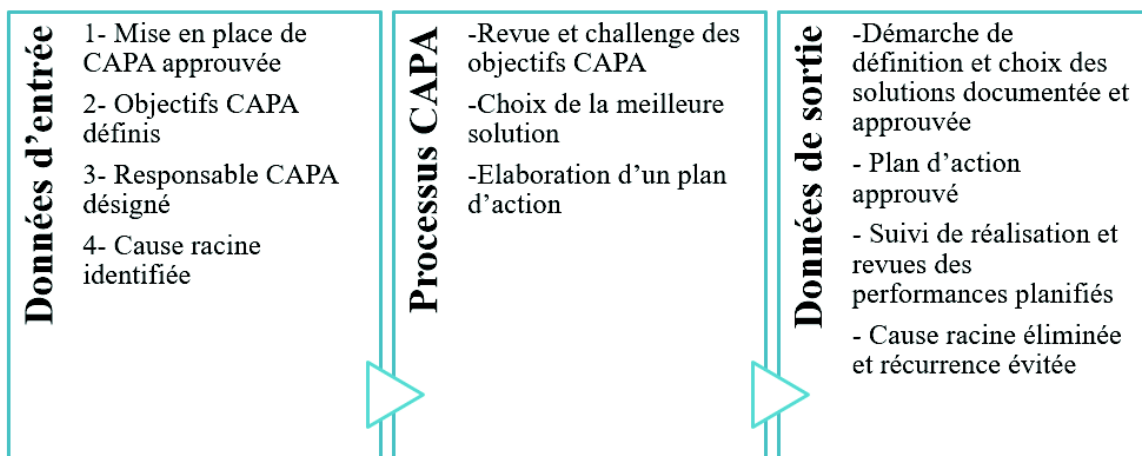 Données d'entrée
1- Mise en place de
CAPA approuvée
2- Objectifs CAPA
définis
3- Responsable CAPA
désigné
4- Cause racine
identifiée
Processus CAPA
-Revue et challenge des
objectifs CAPA
-Choix de la meilleure
solution
-Elaboration d'un plan
d'action
Données de sortie
-Démarche de
définition et choix des
solutions documentée et
approuvée
- Plan d'action
approuvé
- Suivi de réalisation et
revues des
performances planifiés
- Cause racine éliminée
et récurrence évitée